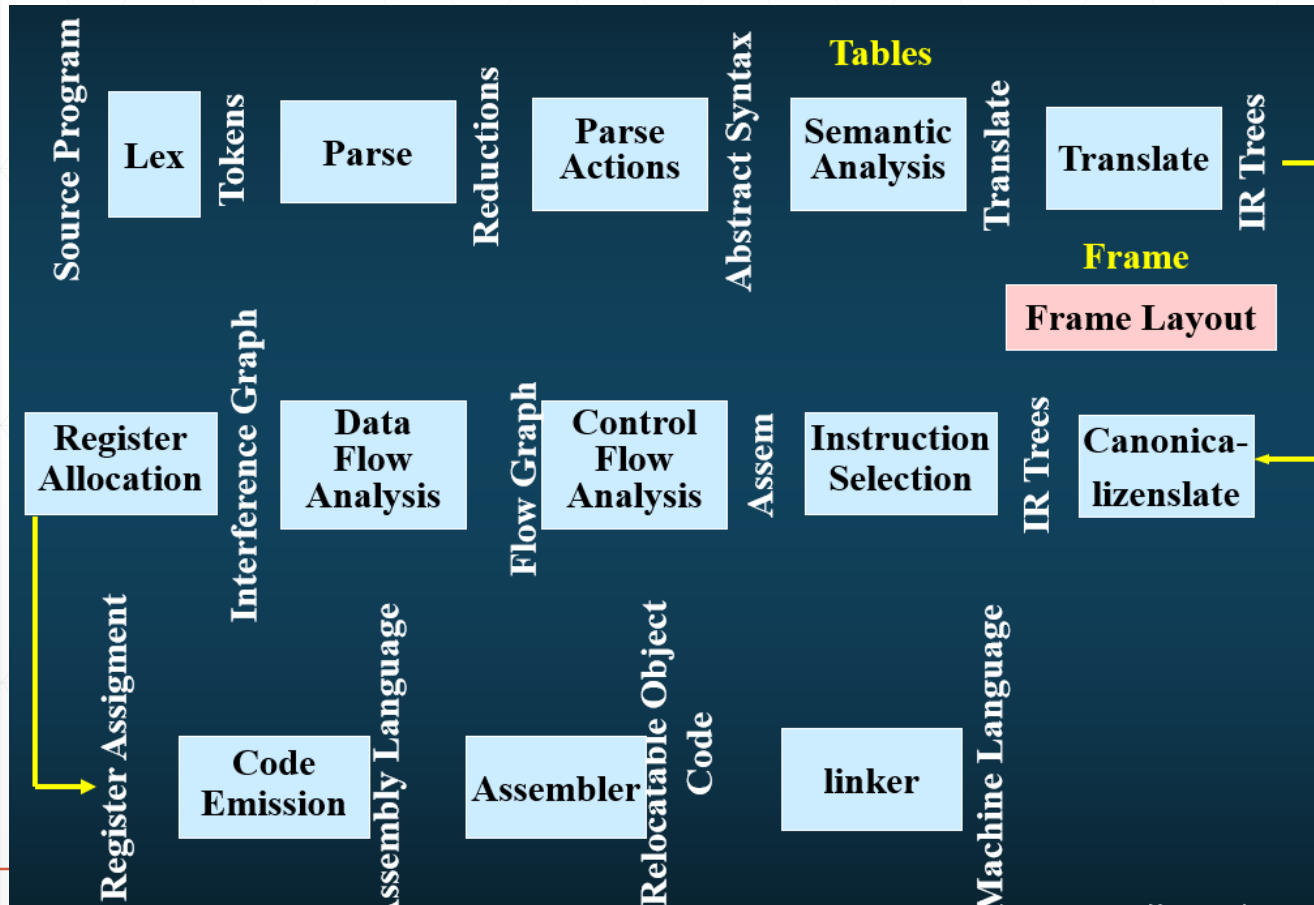 Source Program
Lex
Tokens
Parse
Reductions
Parse
Actions
Abstract Syntax
Tables
Semantic
Analysis
Translate
Translate
IR Trees
Frame
Frame Layout
Canonica-
lizenslate
IR Trees
Instruction
Selection
Assem
Control
Flow
Analysis
Flow Graph
Data
Flow
Analysis
Interference Graph
Register
Allocation
Register Assigment
Code
Emission
Assembly Language
Assembler
Relocatable Object
Code
linker
Machine Language